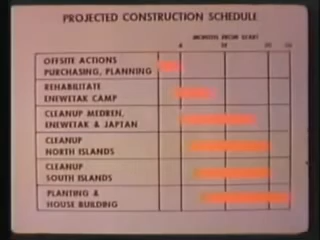 PROJECTED CONSTRUCTION SCHEDULE
MONTHS FROM START
OFFSITE ACTIONS
PURCHASING, PLANNING
REHABILITATE
ENEWETAK CAMP
CLEANUP MEDREN,
ENEWETAK & JAPTAN
CLEANUP
NORTH ISLANDS
CLEANUP
SOUTH ISLANDS
PLANTING &
HOUSE BUILDING